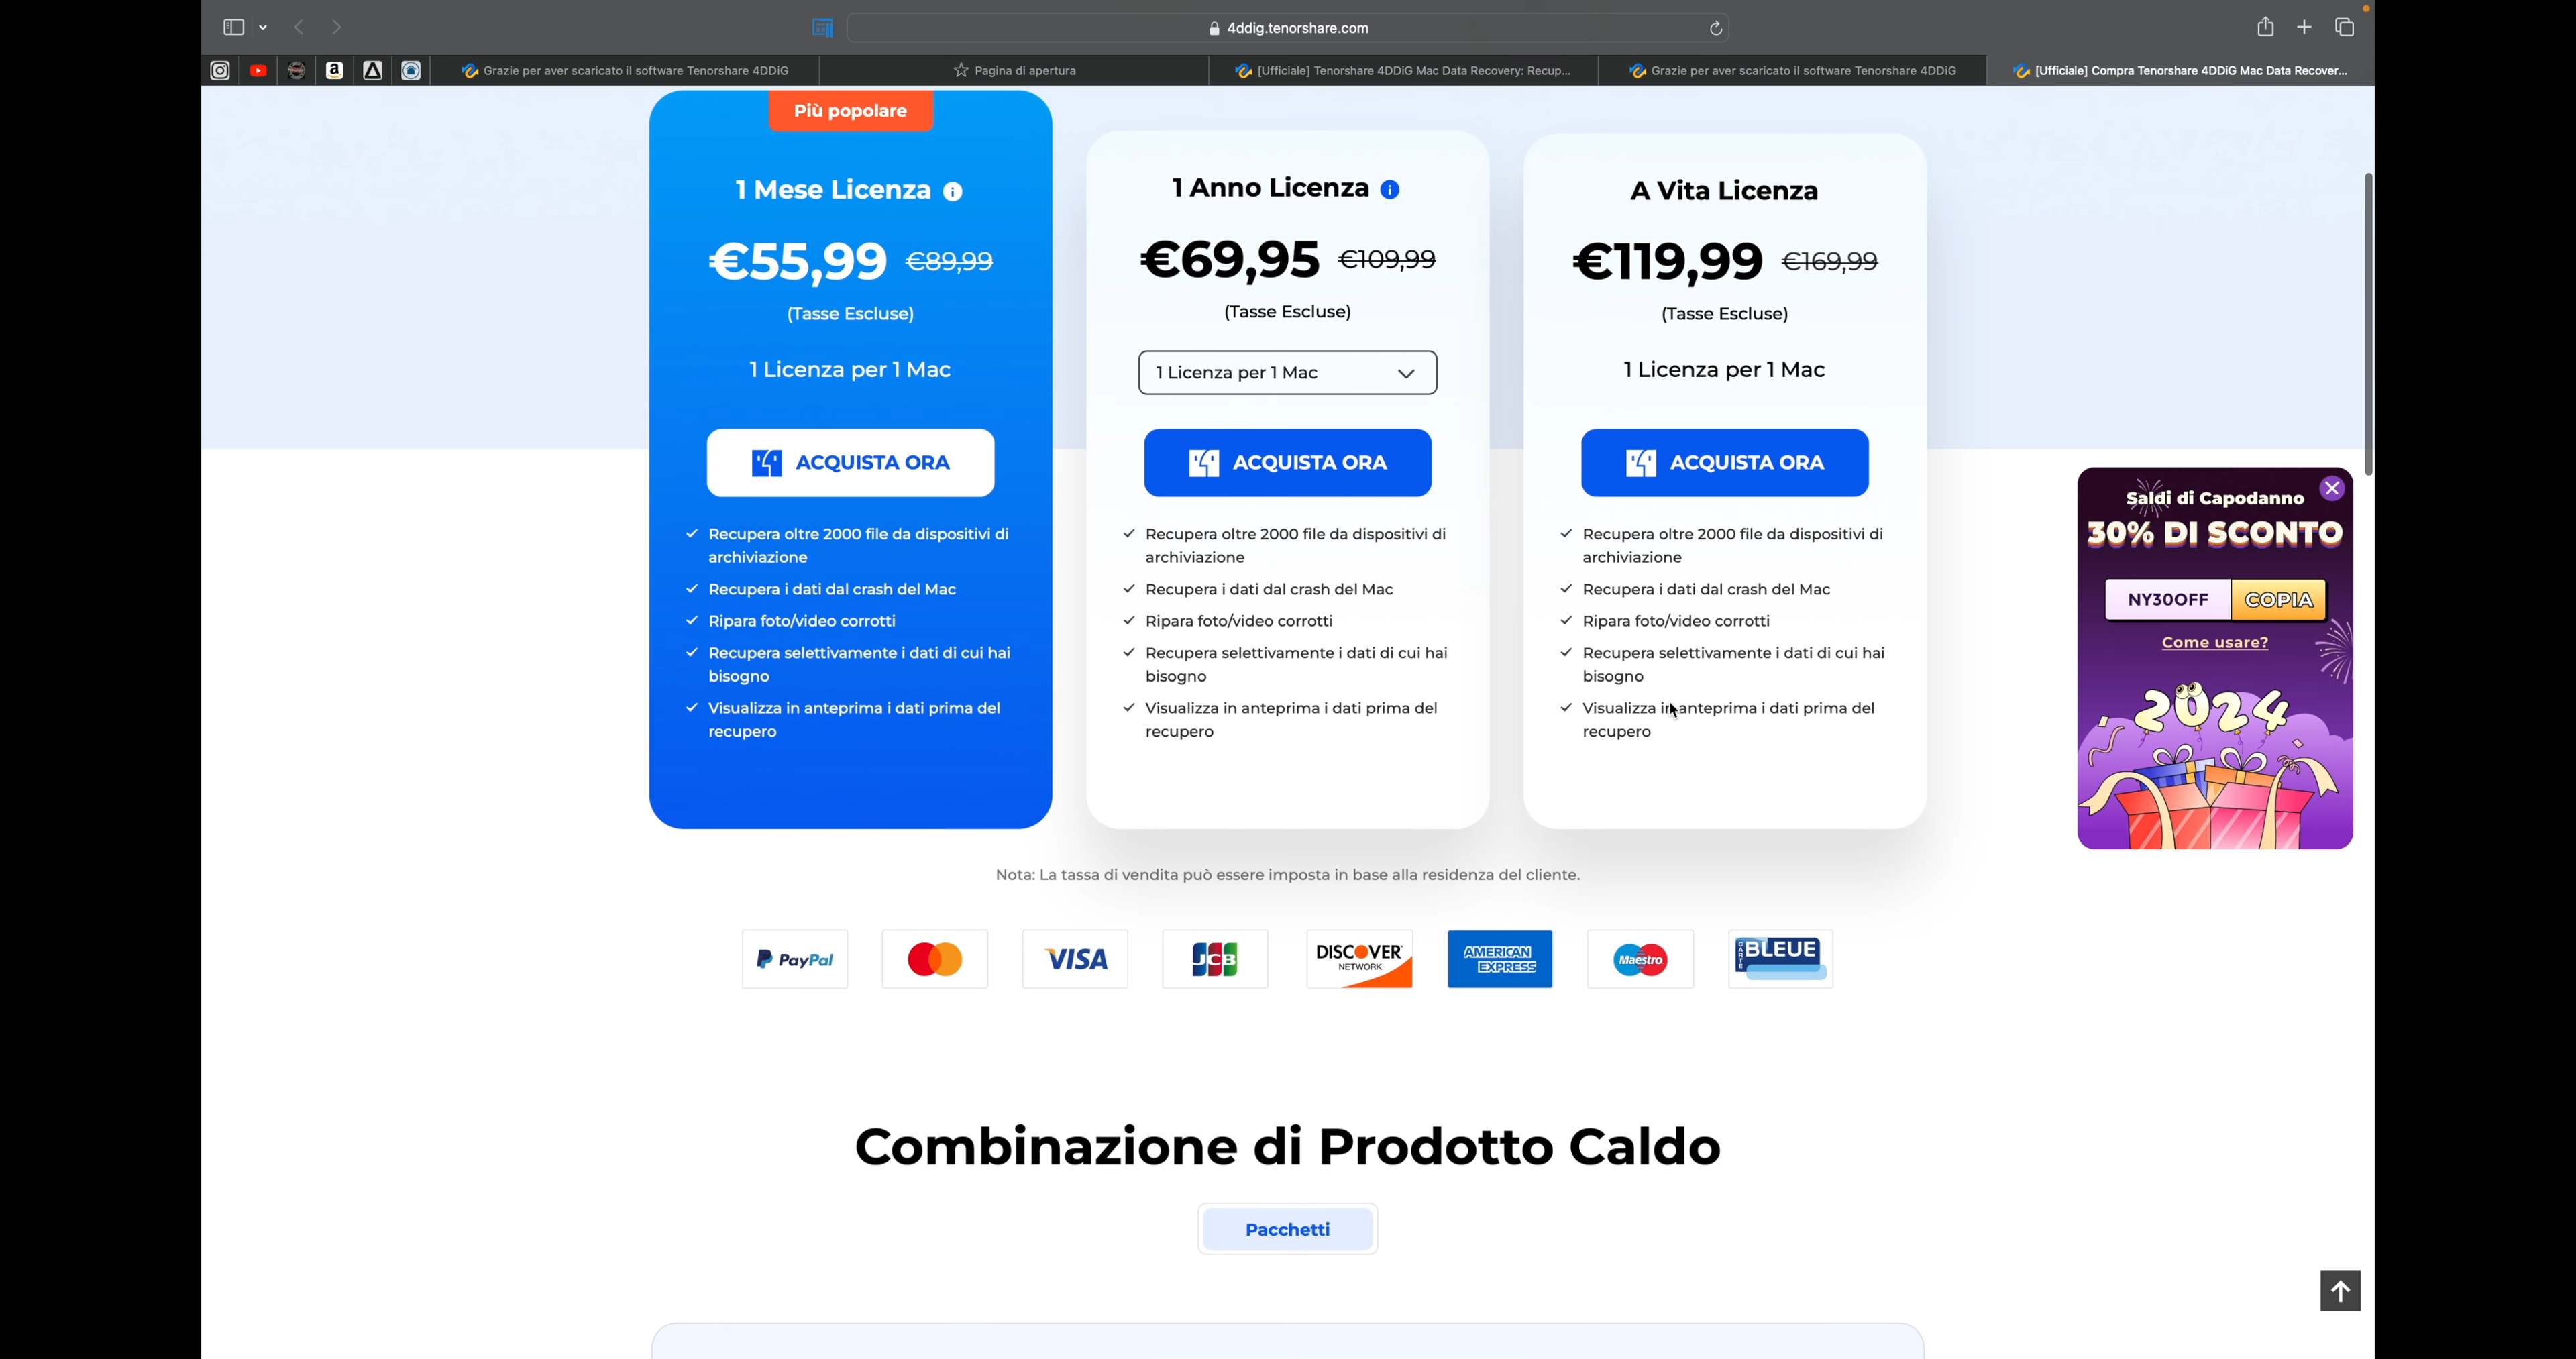 4ddig.tenorshare.com
Grazie per aver scaricato il software Tenorshare 4DDiG
Pagina di apertura
[Ufficiale] Tenorshare 4DDiG Mac Data Recovery: Recup...
Grazie per aver scaricato il software Tenorshare 4DDiG
[Ufficiale] Compra Tenorshare 4DDiG Mac Data Recover...
Più popolare
1 Mese Licenza
€55,99 €89,99
(Tasse Escluse)
1 Licenza per 1 Mac
ACQUISTA ORA
Recupera oltre 2000 file da dispositivi di
archiviazione
Recupera i dati dal crash del Mac
Ripara foto/video corrotti
Recupera selettivamente i dati di cui hai
bisogno
Visualizza in anteprima i dati prima del
recupero
1 Anno Licenza
€69,95 €109,99
(Tasse Escluse)
1 Licenza per 1 Mac
ACQUISTA ORA
Recupera oltre 2000 file da dispositivi di
archiviazione
Recupera i dati dal crash del Mac
Ripara foto/video corrotti
Recupera selettivamente i dati di cui hai
bisogno
Visualizza in anteprima i dati prima del
recupero
A Vita Licenza
€119,99 €169,99
(Tasse Escluse)
1 Licenza per 1 Mac
ACQUISTA ORA
Recupera oltre 2000 file da dispositivi di
archiviazione
Recupera i dati dal crash del Mac
Ripara foto/video corrotti
Recupera selettivamente i dati di cui hai
bisogno
Visualizza in anteprima i dati prima del
recupero
Saldi di Capodanno
30% DI SCONTO
NY30OFF COPIA
Come usare?
2024
Nota: La tassa di vendita può essere imposta in base alla residenza del cliente.
PayPal
VISA
JCB
DISCOVER
NETWORK
AMERICAN
EXPRESS
Maestro
CARTE
BLEUE
Combinazione di Prodotto Caldo
Pacchetti